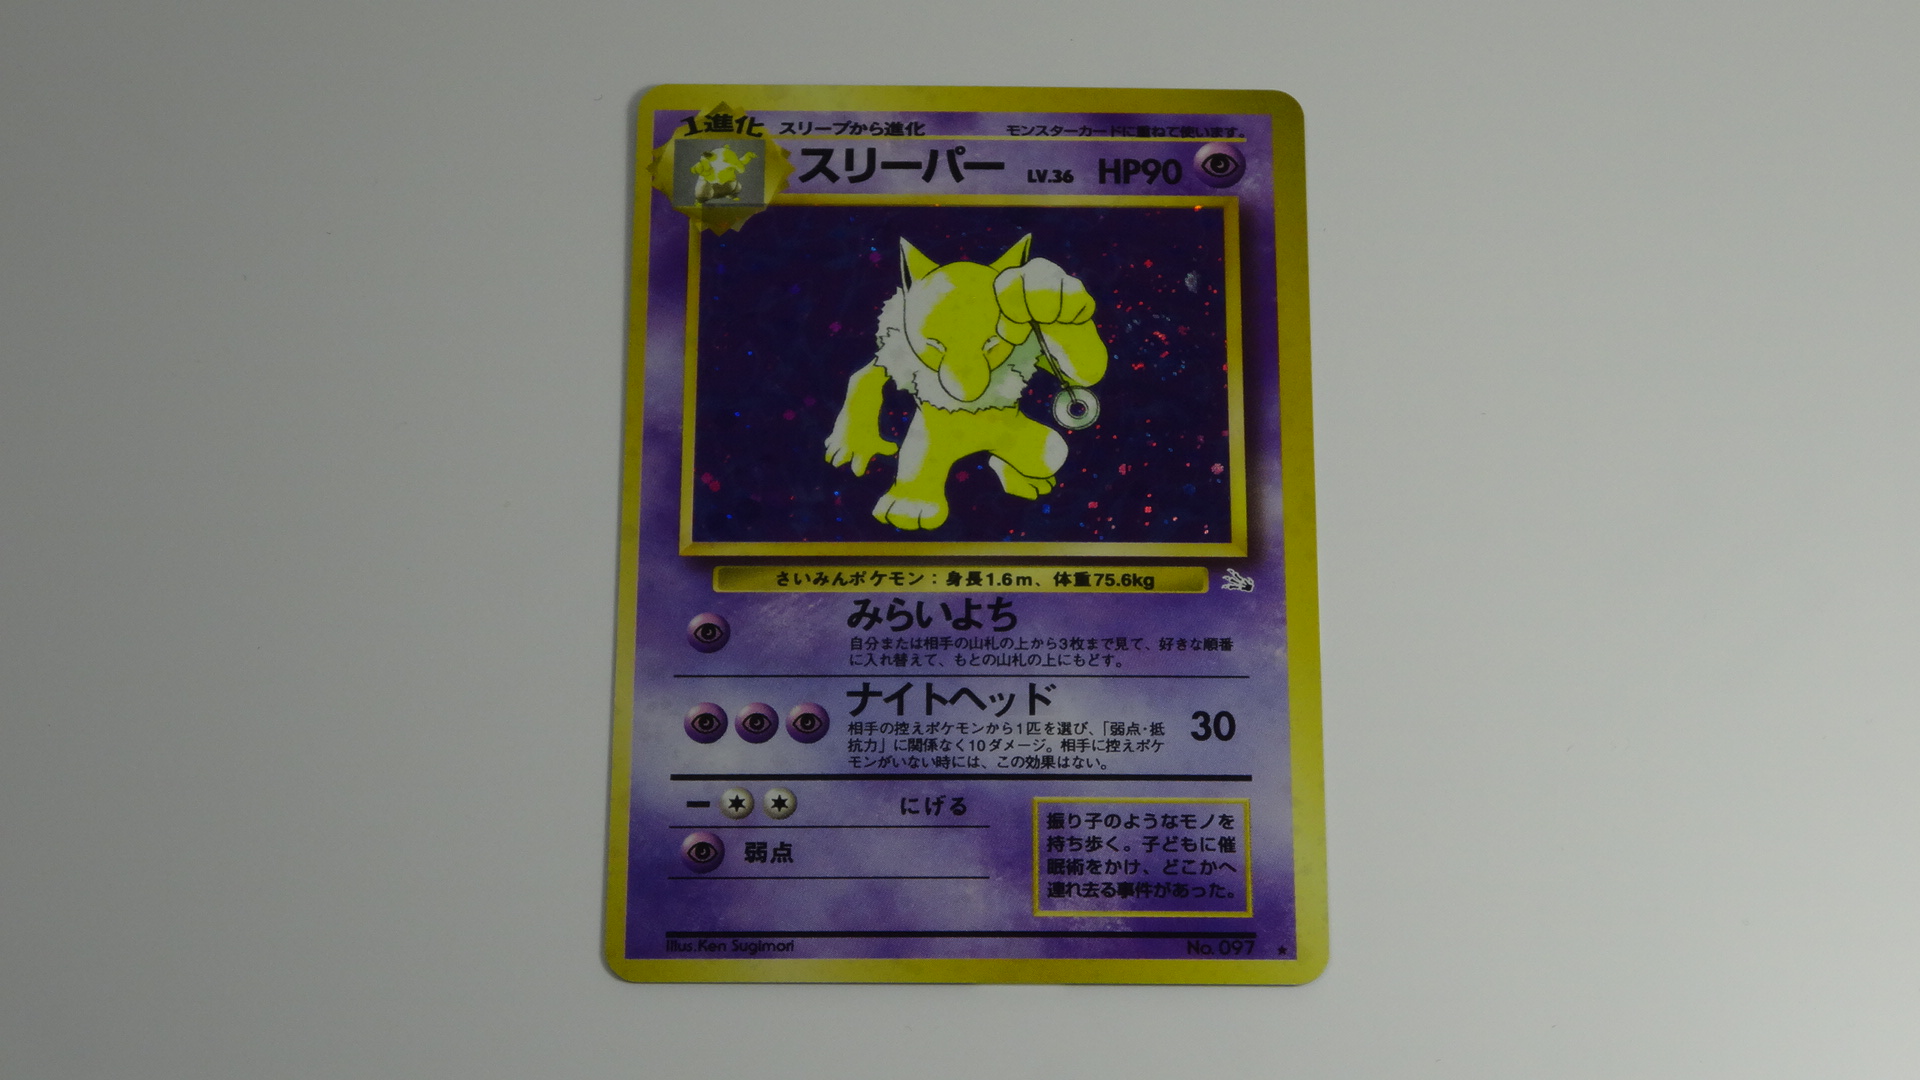 1進化 スリープから進化 モンスターカードに重ねて使います。
スリーパー LV.36 HP90
さいみんポケモン：身長1.6m、体重75.6kg
みらいよち
自分または相手の山札の上から3枚まで見て、好きな順番
に入れ替えて、もとの山札の上にもどす。
ナイトヘッド 30
相手の控えポケモンから1匹を選び、「弱点・抵
抗力」に関係なく10ダメージ。相手に控えポケ
モンがいない時には、この効果はない。
ー にげる
弱点
振り子のようなモノを
持ち歩く。子どもに催
眠術をかけ、どこかへ
連れ去る事件があった。
Illus.Ken Sugimori No. 097 ★